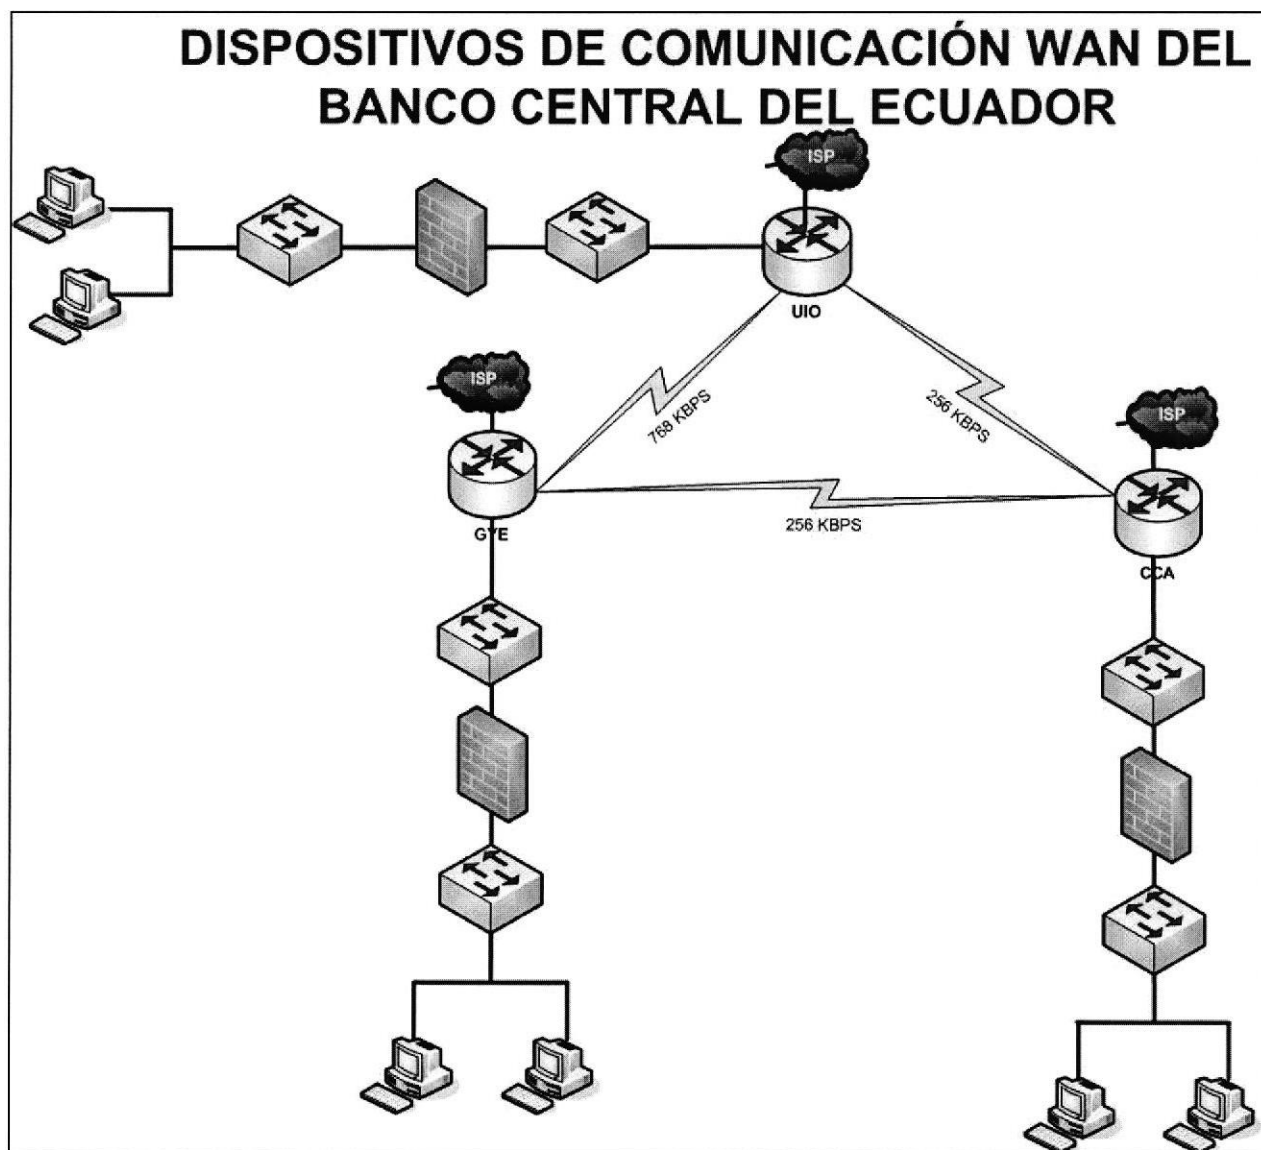 DISPOSITIVOS DE COMUNICACIÓN WAN DEL
BANCO CENTRAL DEL ECUADOR
ISP
UIO
ISP
768 KBPS
256 KBPS
ISP
GYE
256 KBPS
CCA